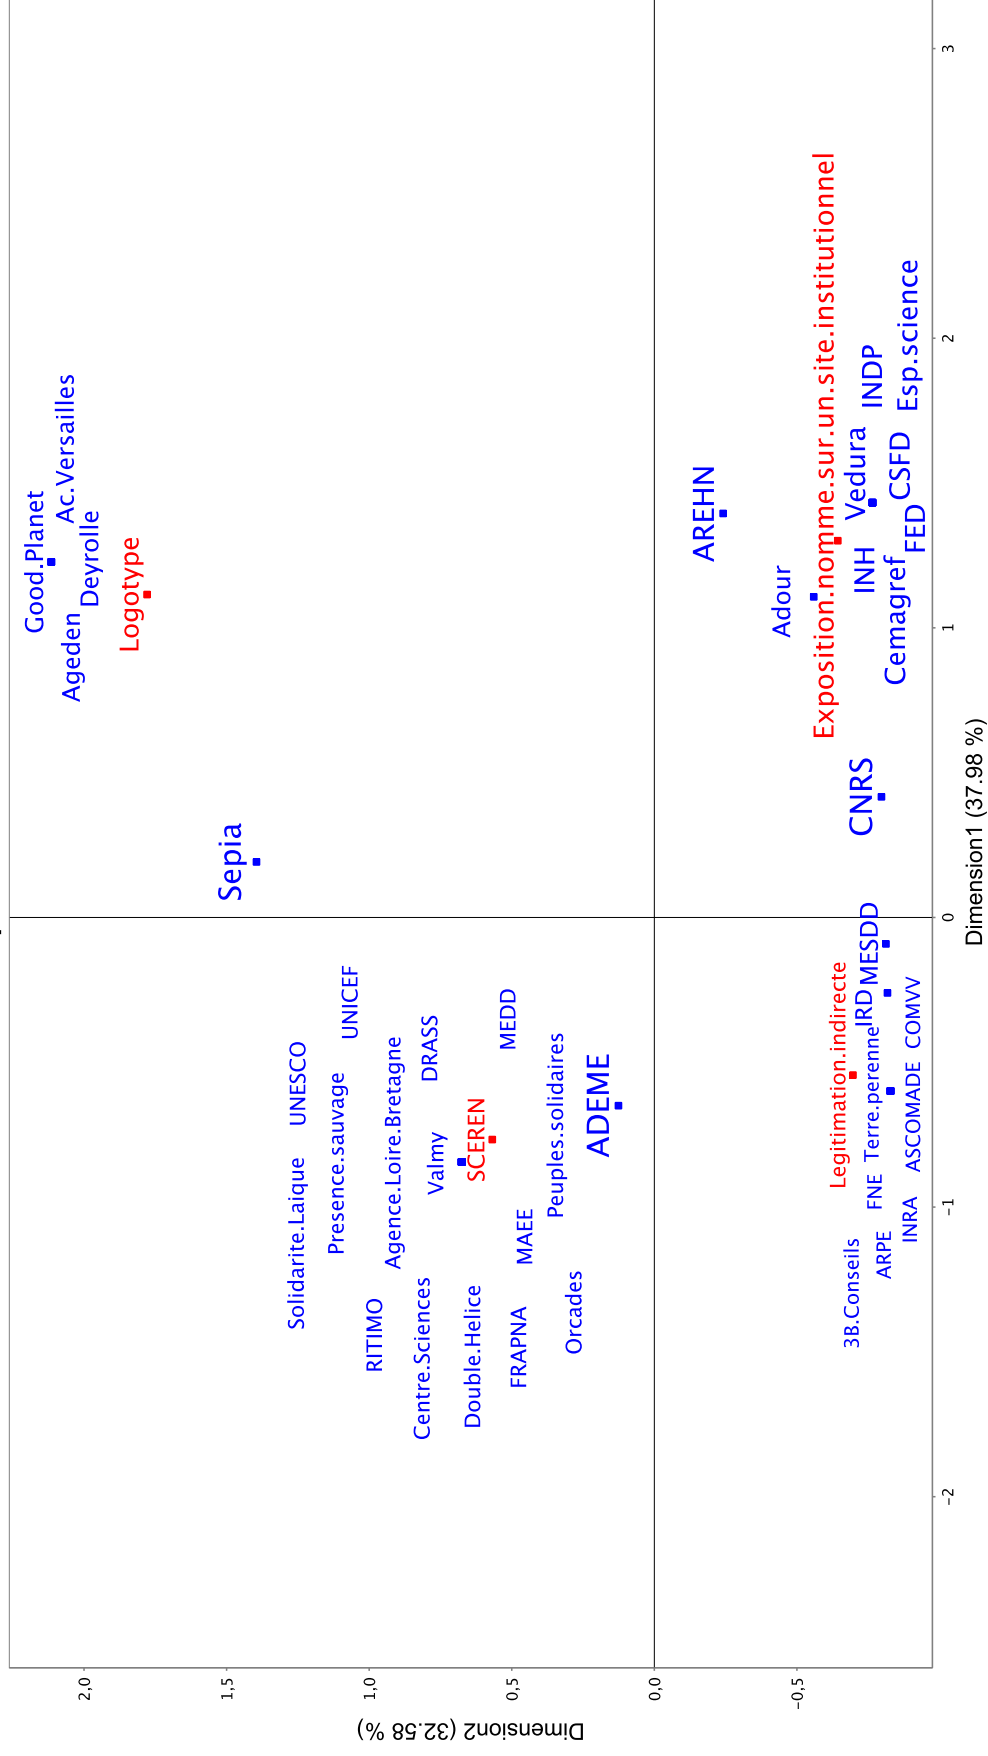 Good.Planet
Ac.Versailles
Ageden
Deyrolle
Logotype
Sepia
UNESCO
Solidarite.Laique
UNICEF
Presence.sauvage
RITIMO
Agence.Loire.Bretagne
DRASS
Centre.Sciences
Valmy
SCEREN
Double.Helice
MEDD
MAEE
FRAPNA
Peuples.solidaires
Orcades
ADEME
AREHN
Adour
Exposition.nomme.sur.un.site.institutionnel
Vedura
INDP
INH
CSFD
Esp.science
Cemagref
FED
CNRS
MESDD
IRD
Legitimation.indirecte
Terre.perenne
COMVV
FNE
ASCOMADE
3B.Conseils
ARPE
INRA
2,0
1,5
1,0
0,5
0,0
-0,5
Dimension2 (32.58 %)
-2
-1
0
1
2
3
Dimension1 (37.98 %)